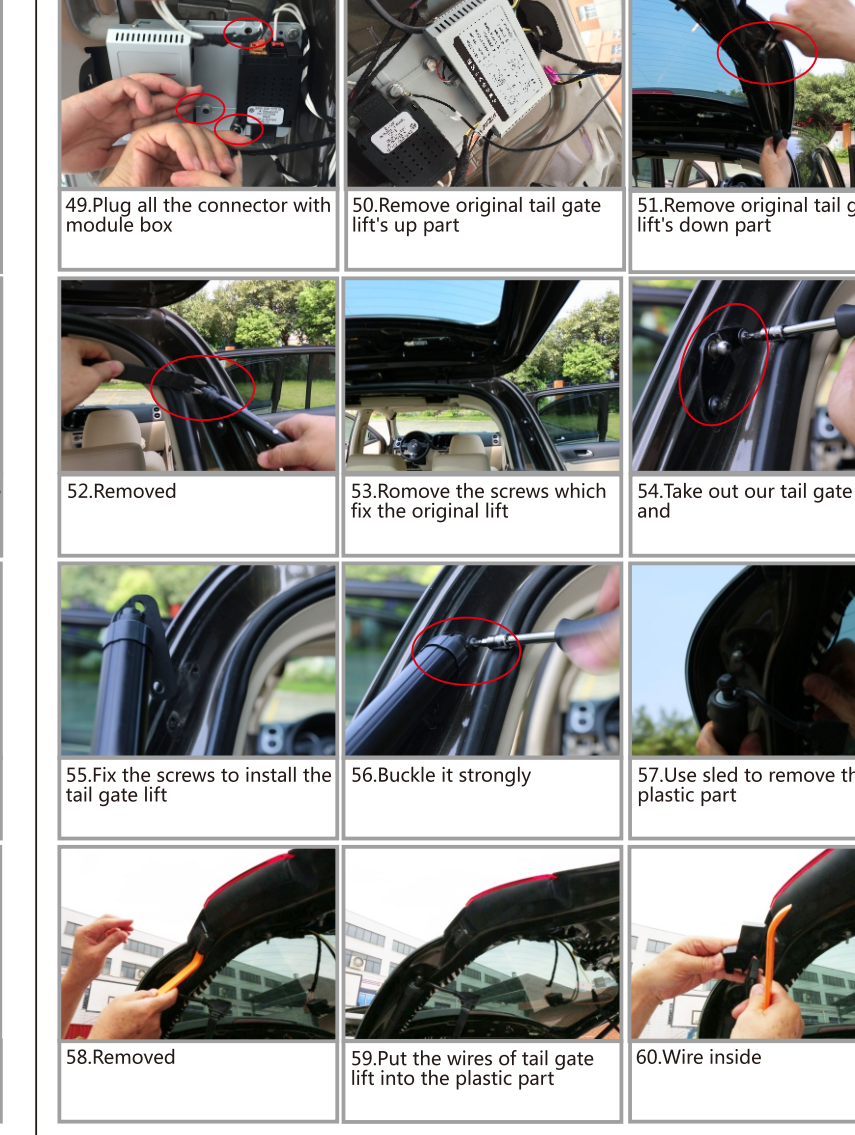 49.Plug all the connector with
module box
50.Remove original tail gate
lift's up part
51.Remove original tail g
lift's down part
52.Removed
53.Romove the screws which
fix the original lift
54.Take out our tail gate
and
55.Fix the screws to install the
tail gate lift
56.Buckle it strongly
57.Use sled to remove th
plastic part
58.Removed
59.Put the wires of tail gate
lift into the plastic part
60.Wire inside